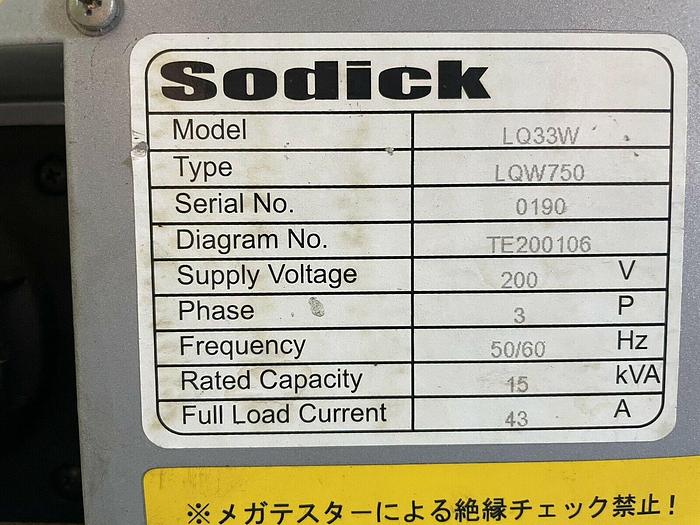 Sodick
Model LQ33W
Type LQW750
Serial No. 0190
Diagram No. TE200106
Supply Voltage 200 V
Phase 3 P
Frequency 50/60 Hz
Rated Capacity 15 kVA
Full Load Current 43 A
※メガテスターによる絶縁チェック禁止!